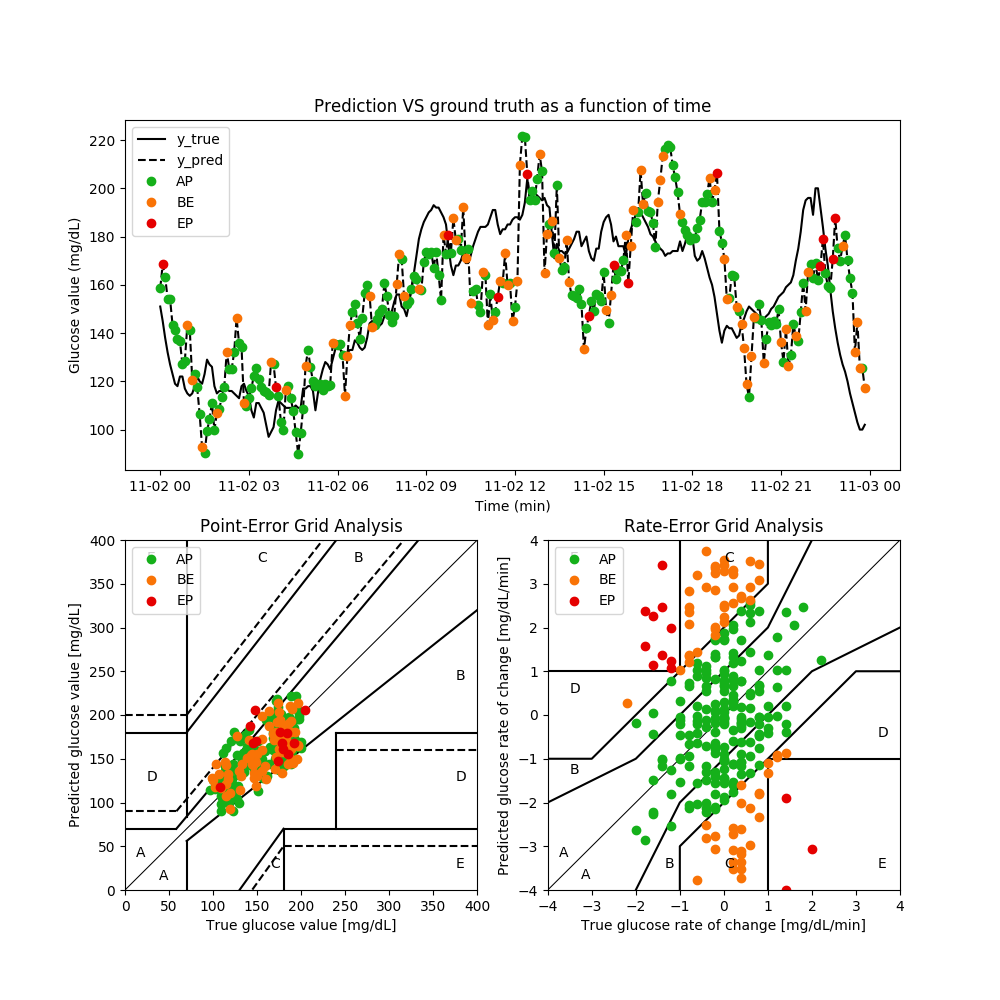 Prediction VS ground truth as a function of time
Glucose value (mg/dL)
220
200
180
160
140
120
100
y_true
y_pred
AP
BE
EP
11-02 00 11-02 03 11-02 06 11-02 09 11-02 12 11-02 15 11-02 18 11-02 21 11-03 00
Time (min)
Point-Error Grid Analysis
Predicted glucose value [mg/dL]
400
350
300
250
200
150
100
50
0
AP
BE
EP
C
B
B
D
D
A
A
C
E
0 50 100 150 200 250 300 350 400
True glucose value [mg/dL]
Rate-Error Grid Analysis
Predicted glucose rate of change [mg/dL/min]
4
3
2
1
0
−1
−2
−3
−4
AP
BE
EP
C
D
D
B
A
A
B
C
E
−4 −3 −2 −1 0 1 2 3 4
True glucose rate of change [mg/dL/min]